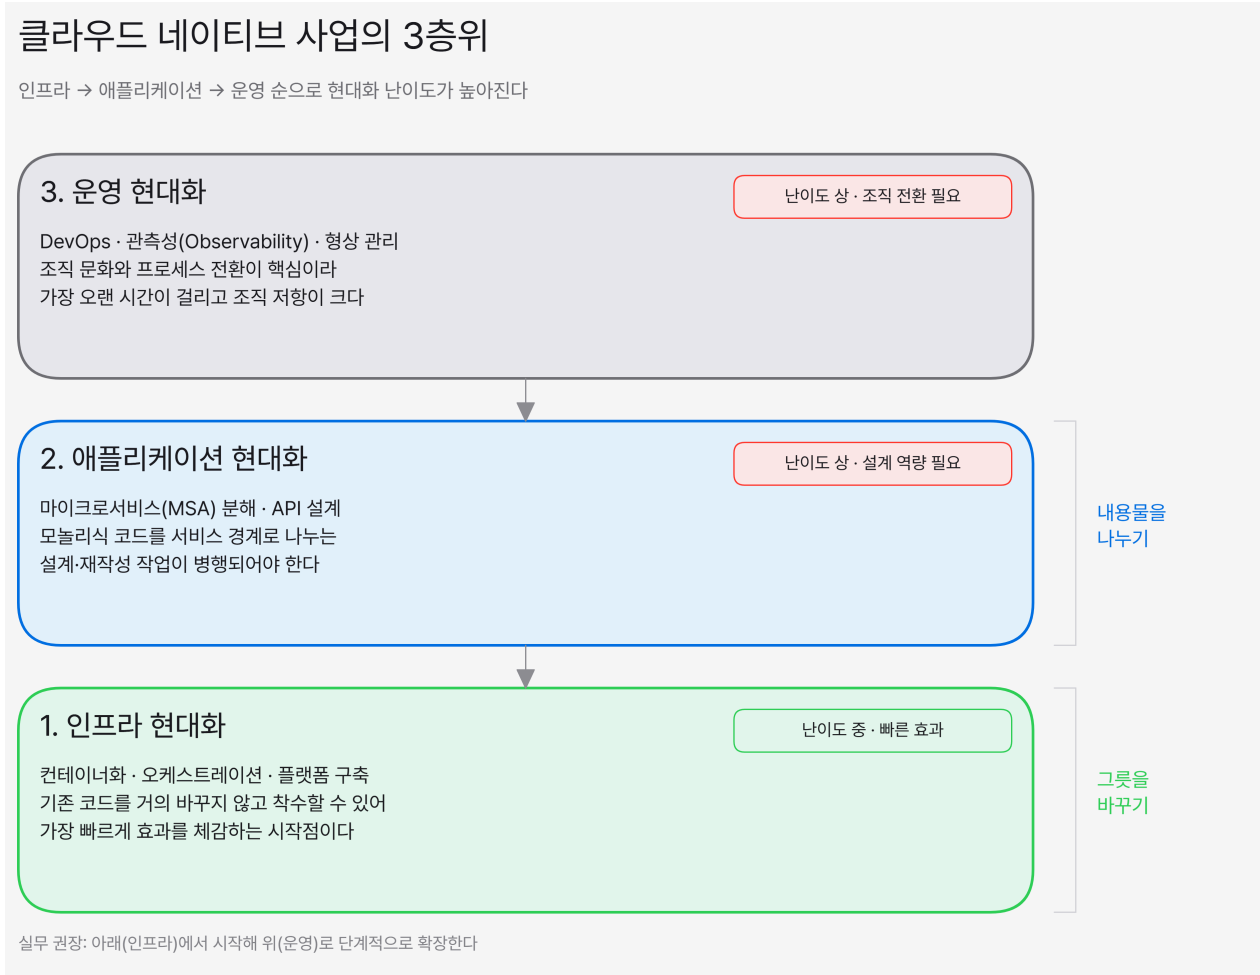 클라우드 네이티브 사업의 3층위
인프라 → 애플리케이션 → 운영 순으로 현대화 난이도가 높아진다
3. 운영 현대화
난이도 상 · 조직 전환 필요
DevOps · 관측성(Observability) · 형상 관리
조직 문화와 프로세스 전환이 핵심이라
가장 오랜 시간이 걸리고 조직 저항이 크다
2. 애플리케이션 현대화
난이도 상 · 설계 역량 필요
마이크로서비스(MSA) 분해 · API 설계
모놀리식 코드를 서비스 경계로 나누는
설계·재작성 작업이 병행되어야 한다
내용물을
나누기
1. 인프라 현대화
난이도 중 · 빠른 효과
컨테이너화 · 오케스트레이션 · 플랫폼 구축
기존 코드를 거의 바꾸지 않고 착수할 수 있어
가장 빠르게 효과를 체감하는 시작점이다
그릇을
바꾸기
실무 권장: 아래(인프라)에서 시작해 위(운영)로 단계적으로 확장한다